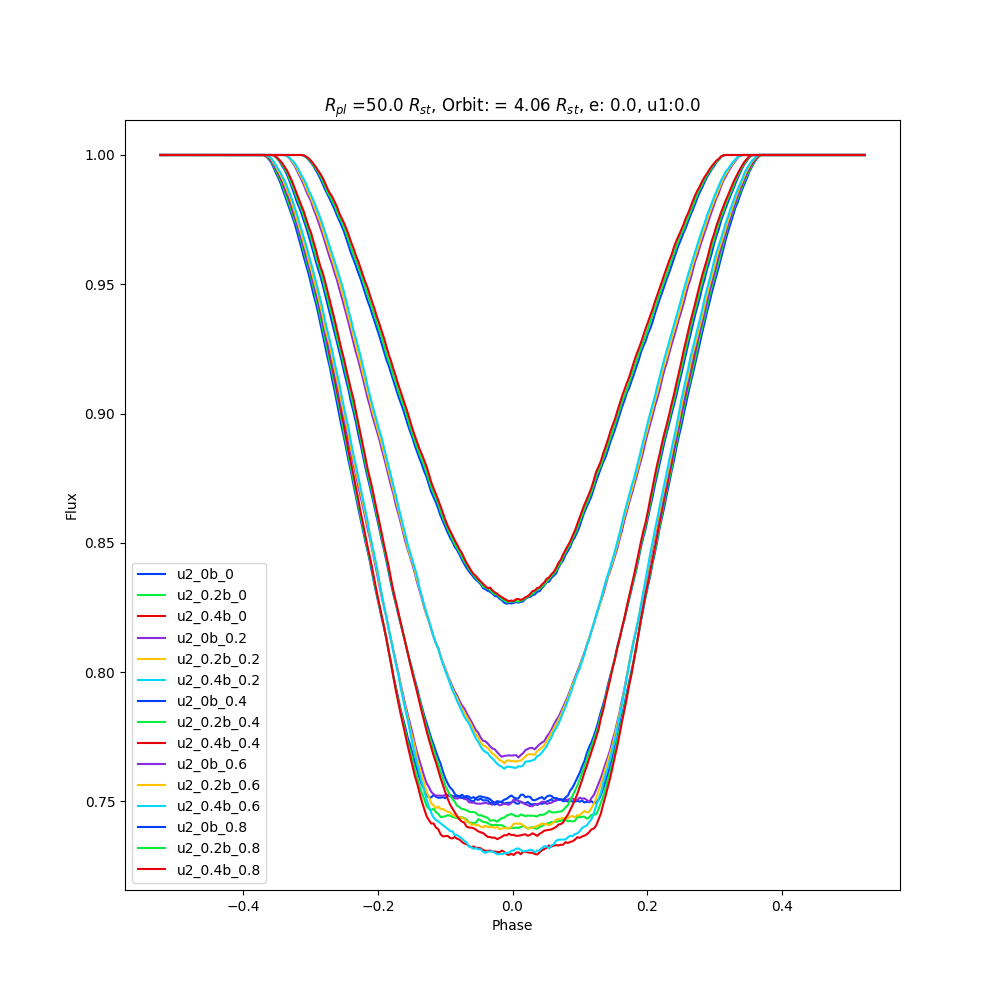 R_pl =50.0 R_st, Orbit: = 4.06 R_st, e: 0.0, u1:0.0
1.00
0.95
0.90
0.85
0.80
0.75
Flux
u2_0b_0
u2_0.2b_0
u2_0.4b_0
u2_0b_0.2
u2_0.2b_0.2
u2_0.4b_0.2
u2_0b_0.4
u2_0.2b_0.4
u2_0.4b_0.4
u2_0b_0.6
u2_0.2b_0.6
u2_0.4b_0.6
u2_0b_0.8
u2_0.2b_0.8
u2_0.4b_0.8
−0.4 −0.2 0.0 0.2 0.4
Phase